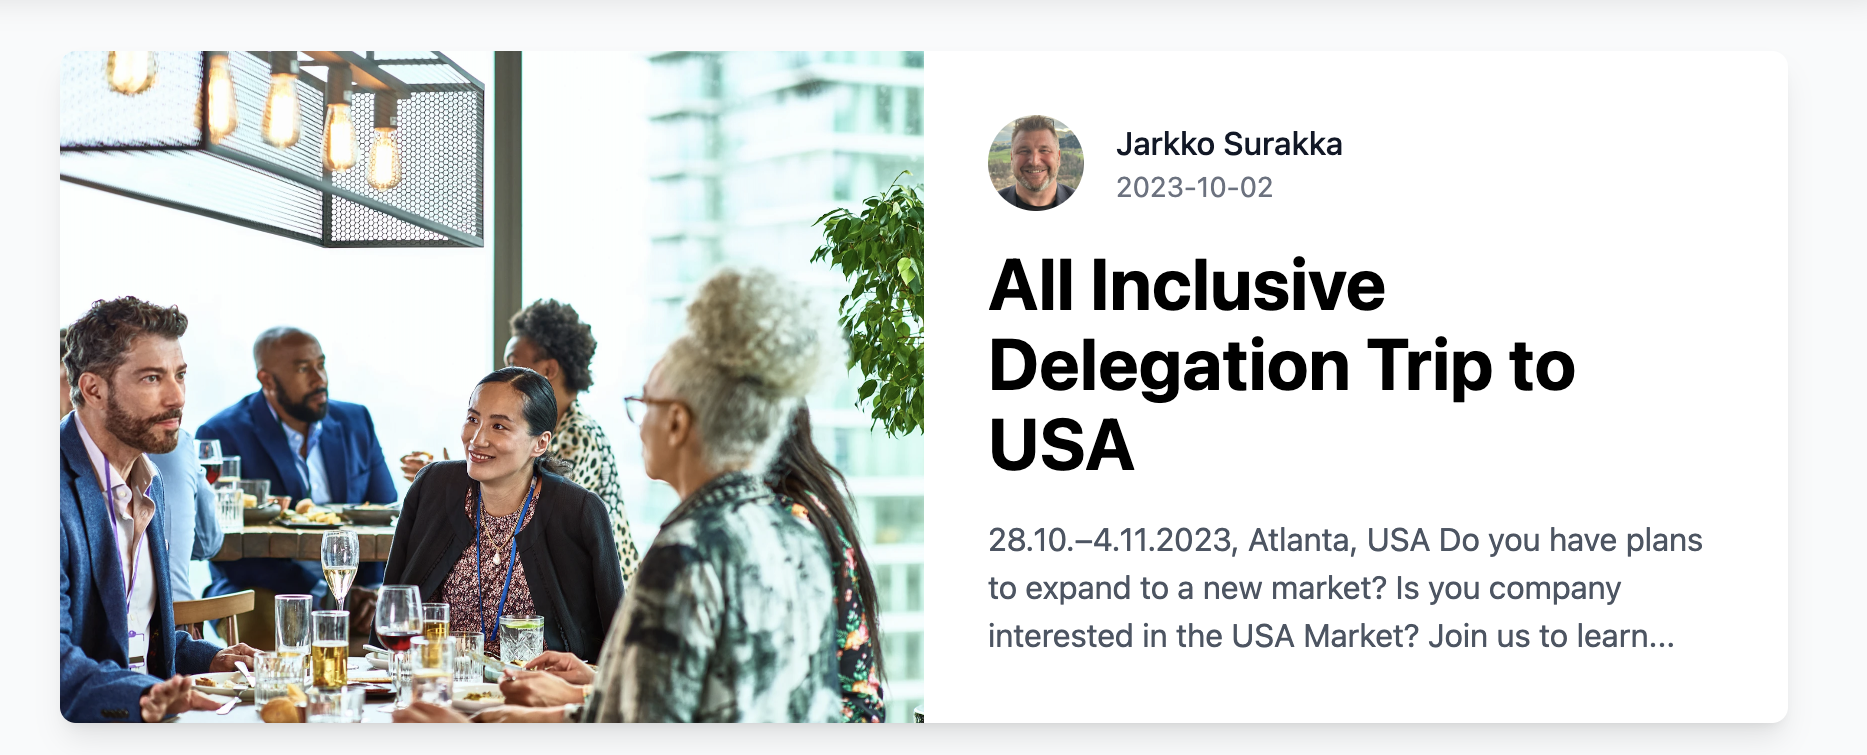 Jarkko Surakka
2023-10-02
All Inclusive
Delegation Trip to
USA
28.10.–4.11.2023, Atlanta, USA Do you have plans
to expand to a new market? Is you company
interested in the USA Market? Join us to learn...